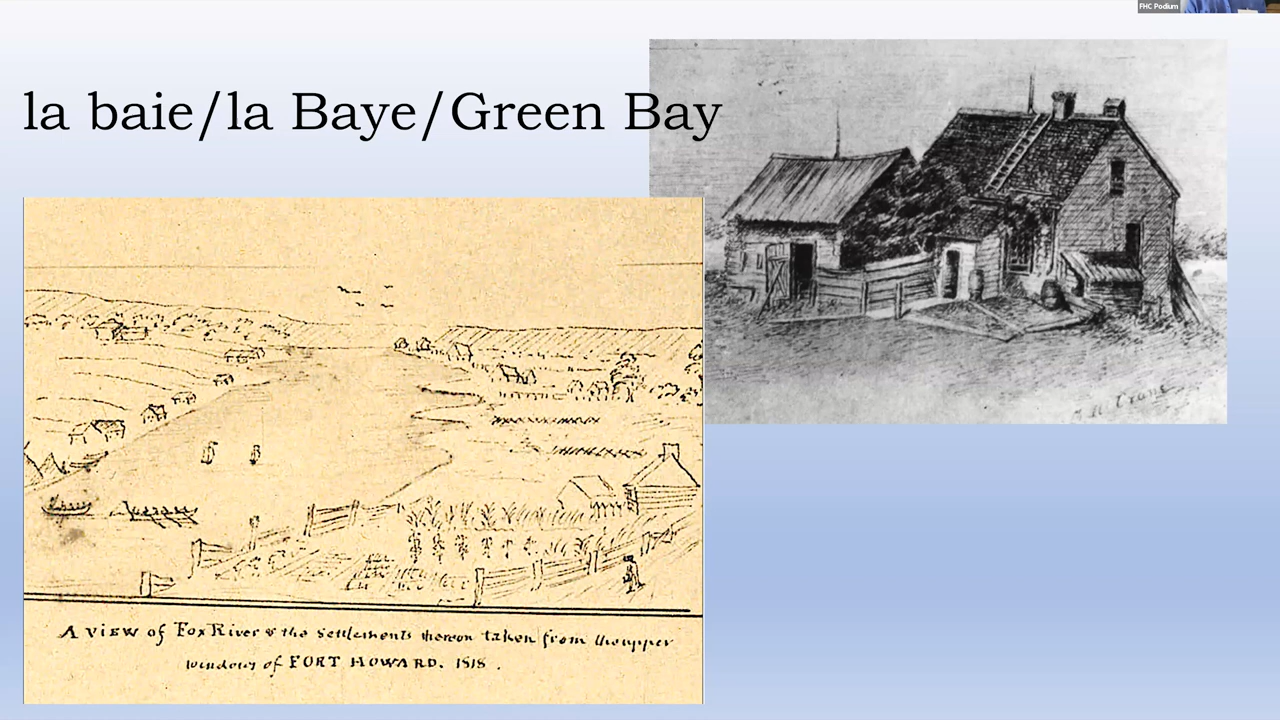 FHC Podium
la baie/la Baye/Green Bay
A view of Fox River & the Settlements thereon taken from the upper
windows of FORT HOWARD. 1818.